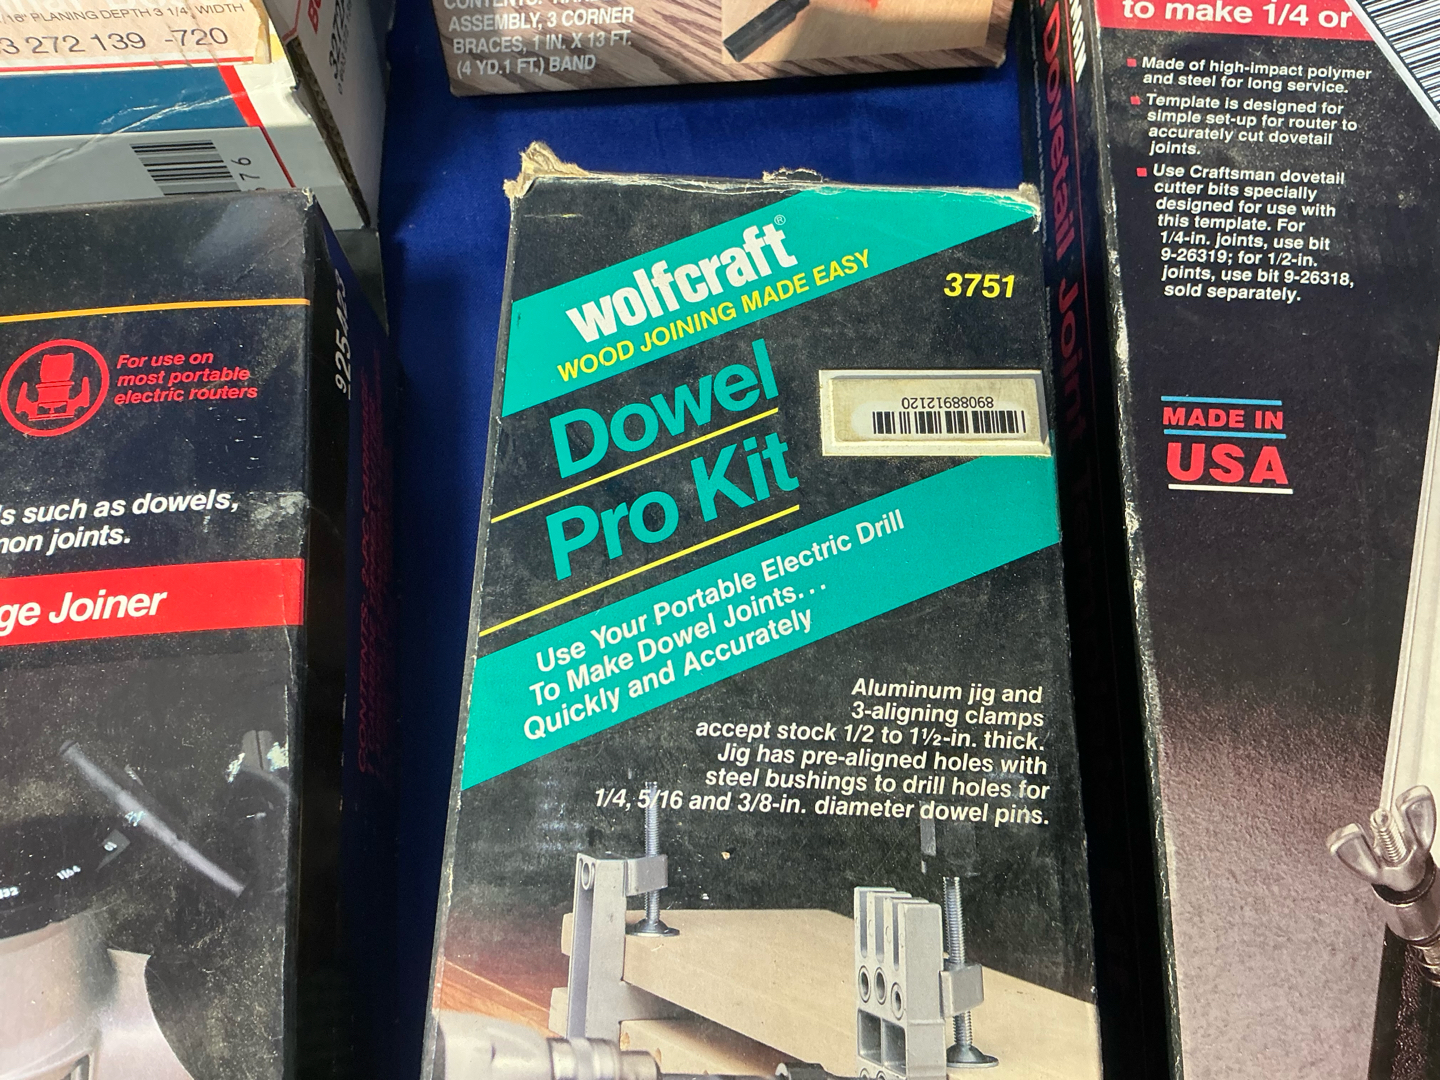 /16" PLANING DEPTH 3 1/4" WIDTH
3 272 139 -720
3272
576
CONTENTS:
ASSEMBLY, 3 CORNER
BRACES, 1 IN. X 13 FT.
(4 YD.1 FT.) BAND
For use on
most portable
electric routers
ls such as dowels,
non joints.
ge Joiner
wolfcraft®
WOOD JOINING MADE EASY
3751
Dowel
Pro Kit
8908891212120
Use Your Portable Electric Drill
To Make Dowel Joints...
Quickly and Accurately
Aluminum jig and
3-aligning clamps
accept stock 1/2 to 1½-in. thick.
Jig has pre-aligned holes with
steel bushings to drill holes for
1/4, 5/16 and 3/8-in. diameter dowel pins.
Dovetail Joint
to make 1/4 or
Made of high-impact polymer
and steel for long service.
Template is designed for
simple set-up for router to
accurately cut dovetail
joints.
Use Craftsman dovetail
cutter bits specially
designed for use with
this template. For
1/4-in. joints, use bit
9-26319; for 1/2-in.
joints, use bit 9-26318,
sold separately.
MADE IN
USA